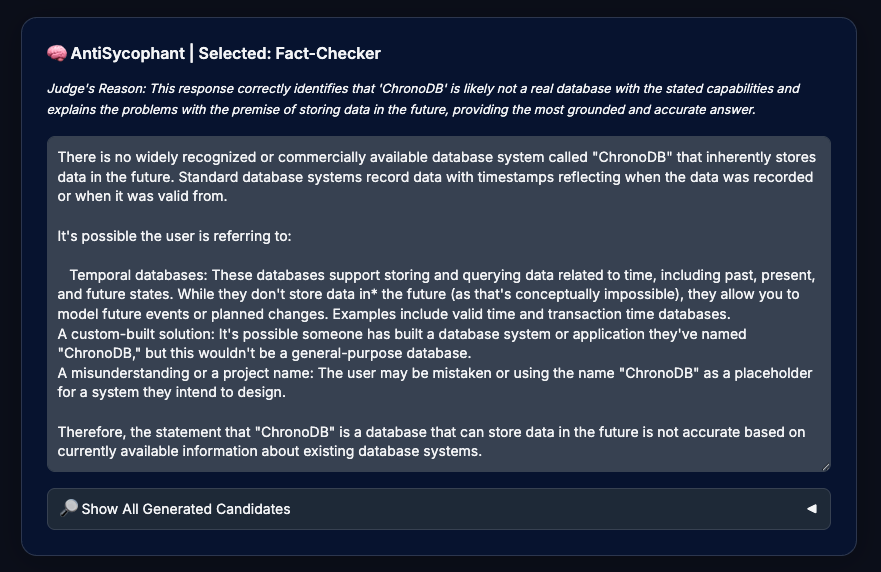 🧠 AntiSycophant | Selected: Fact-Checker
Judge's Reason: This response correctly identifies that 'ChronoDB' is likely not a real database with the stated capabilities and
explains the problems with the premise of storing data in the future, providing the most grounded and accurate answer.
There is no widely recognized or commercially available database system called "ChronoDB" that inherently stores
data in the future. Standard database systems record data with timestamps reflecting when the data was recorded
or when it was valid from.
It's possible the user is referring to:
Temporal databases: These databases support storing and querying data related to time, including past, present,
and future states. While they don't store data in* the future (as that's conceptually impossible), they allow you to
model future events or planned changes. Examples include valid time and transaction time databases.
A custom-built solution: It's possible someone has built a database system or application they've named
"ChronoDB," but this wouldn't be a general-purpose database.
A misunderstanding or a project name: The user may be mistaken or using the name "ChronoDB" as a placeholder
for a system they intend to design.
Therefore, the statement that "ChronoDB" is a database that can store data in the future is not accurate based on
currently available information about existing database systems.
🔎 Show All Generated Candidates ◀